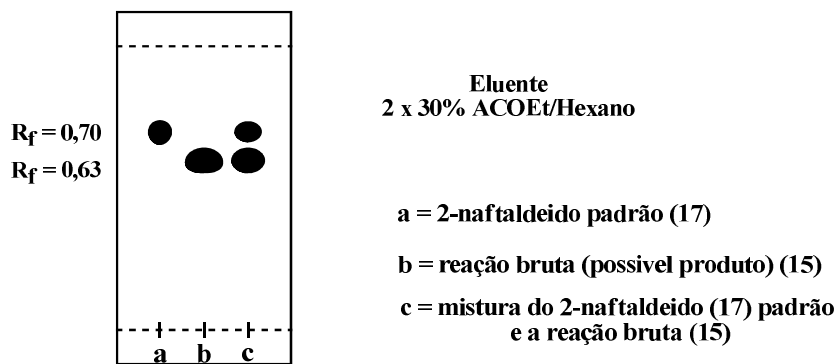 Eluente
2 x 30% ACOEt/Hexano
Rf = 0,70
Rf = 0,63
a = 2-naftaldeido padrão (17)
b = reação bruta (possivel produto) (15)
c = mistura do 2-naftaldeido (17) padrão
e a reação bruta (15)
a b c